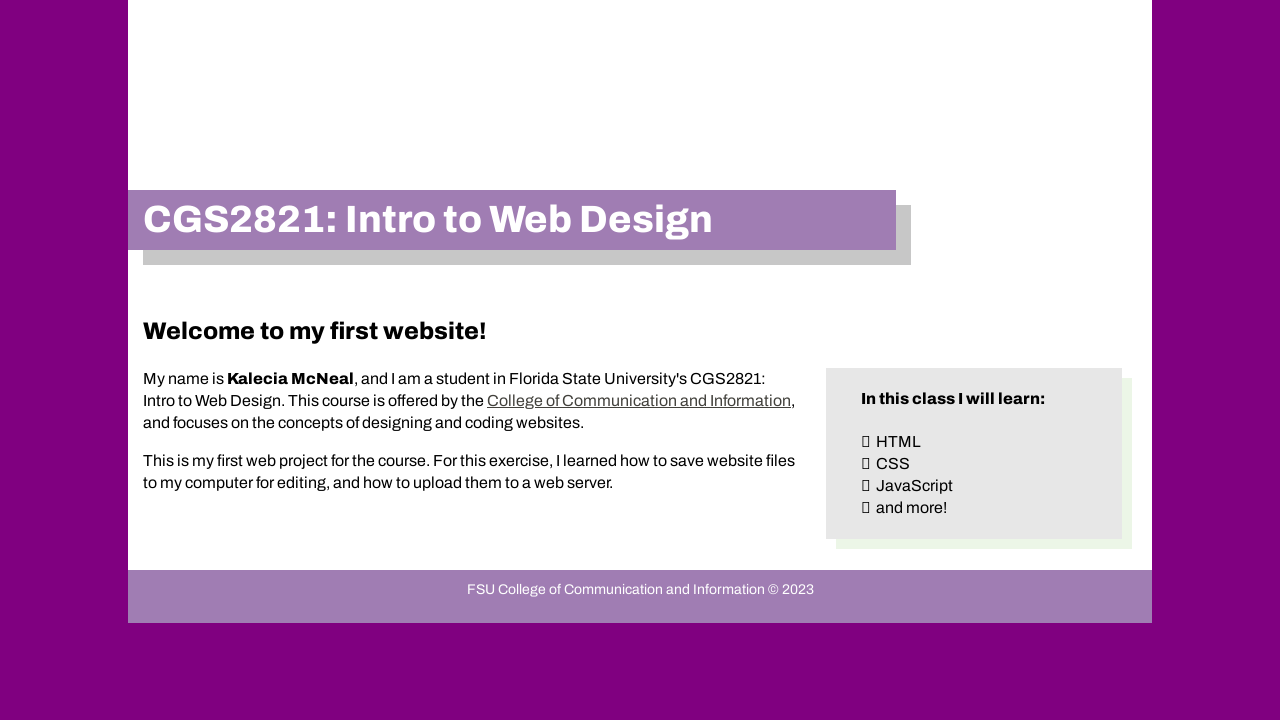 CGS2821: Intro to Web Design
Welcome to my first website!
My name is Kalecia McNeal, and I am a student in Florida State University's CGS2821:
Intro to Web Design. This course is offered by the College of Communication and Information,
and focuses on the concepts of designing and coding websites.
This is my first web project for the course. For this exercise, I learned how to save website files
to my computer for editing, and how to upload them to a web server.
In this class I will learn:
HTML
CSS
JavaScript
and more!
FSU College of Communication and Information © 2023